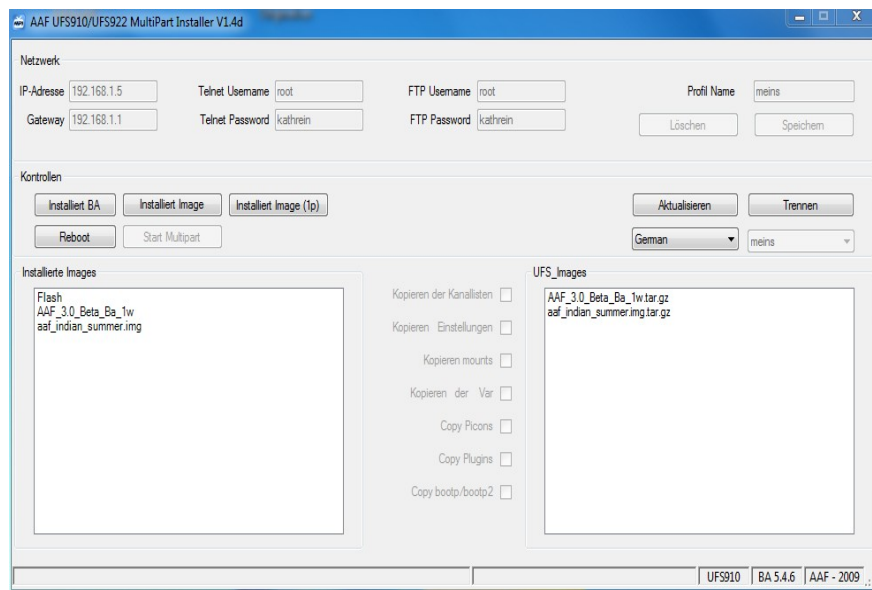 AAF UFS910/UFS922 MultiPart Installer V1.4d
Netzwerk
IP-Adresse 192.168.1.5 Telnet Username root FTP Username root Profil Name meins
Gateway 192.168.1.1 Telnet Password kathrein FTP Password kathrein Löschen Speichern
Kontrollen
Installiert BA Installiert Image Installiert Image (1p) Aktualisieren Trennen
Reboot Start Multipart German meins
Installierte Images
Flash
AAF_3.0_Beta_Ba_1w
aaf_indian_summer.img
Kopieren der Kanallisten
Kopieren Einstellungen
Kopieren mounts
Kopieren der Var
Copy Picons
Copy Plugins
Copy bootp/bootp2
UFS_Images
AAF_3.0_Beta_Ba_1w.tar.gz
aaf_indian_summer.img.tar.gz
UFS910 BA 5.4.6 AAF - 2009